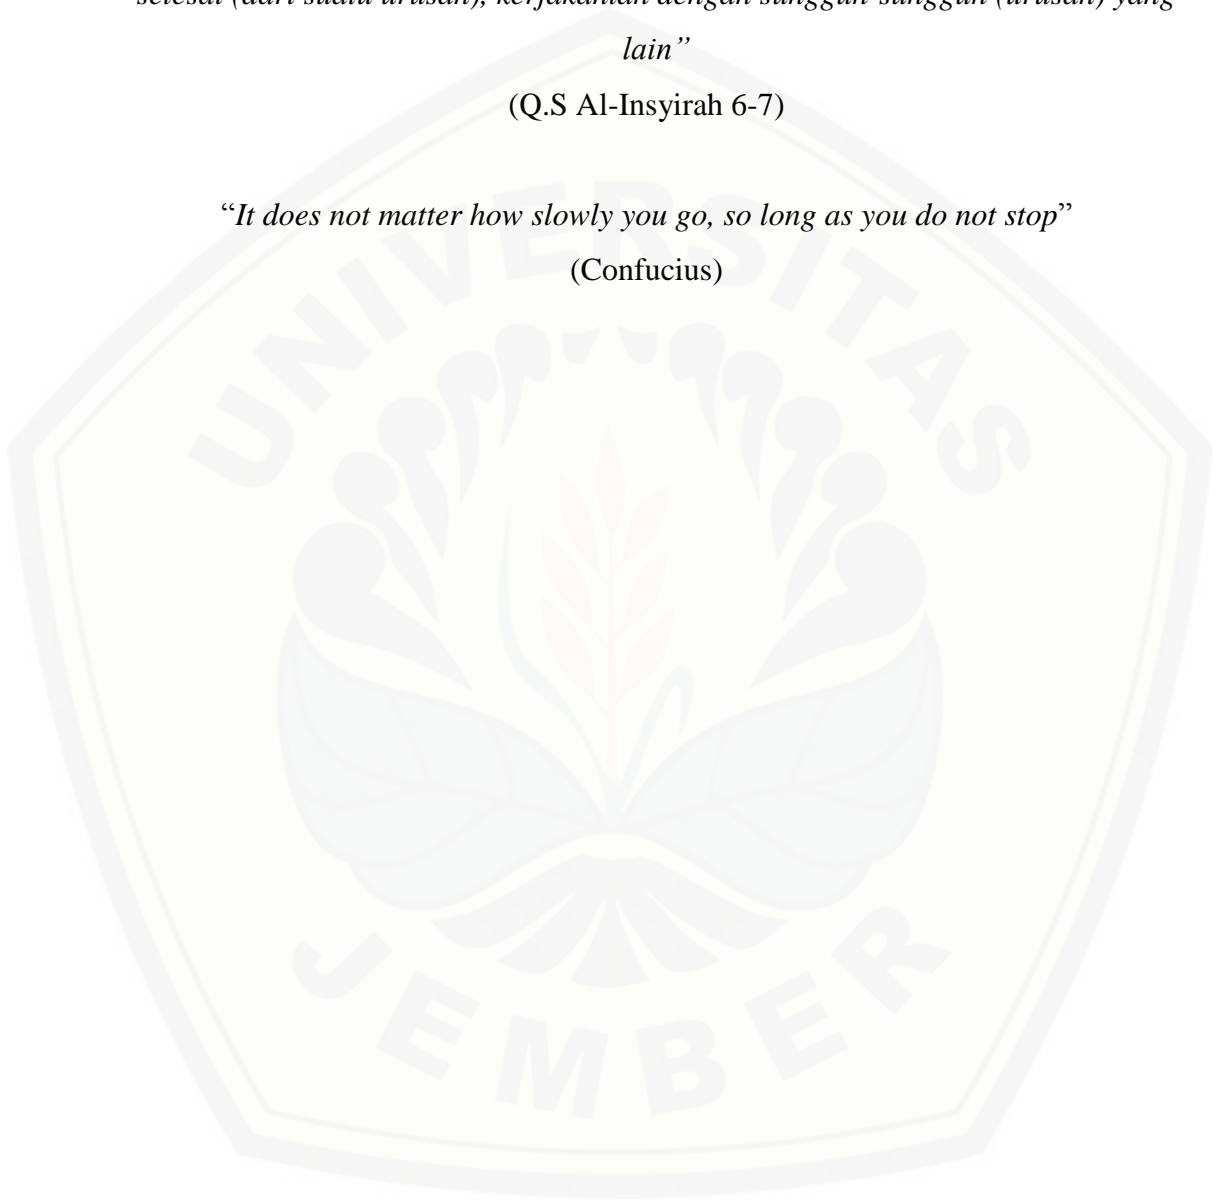 selesai (dari suatu urusan), kerjakanlah dengan sungguh-sungguh (urusan) yang
lain”
(Q.S Al-Insyirah 6-7)
“It does not matter how slowly you go, so long as you do not stop”
(Confucius)
UNIVERSITAS
JEMBER